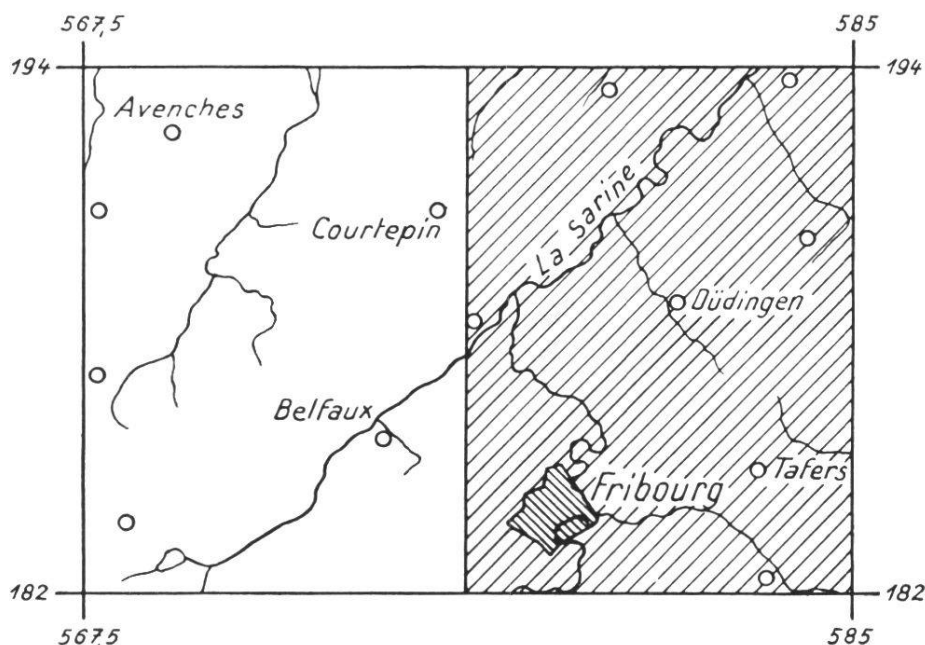 567,5
585
194
194
Avenches
La Sarine
Courtepin
Düdingen
Belfaux
Tafers
Fribourg
182
182
567,5
585